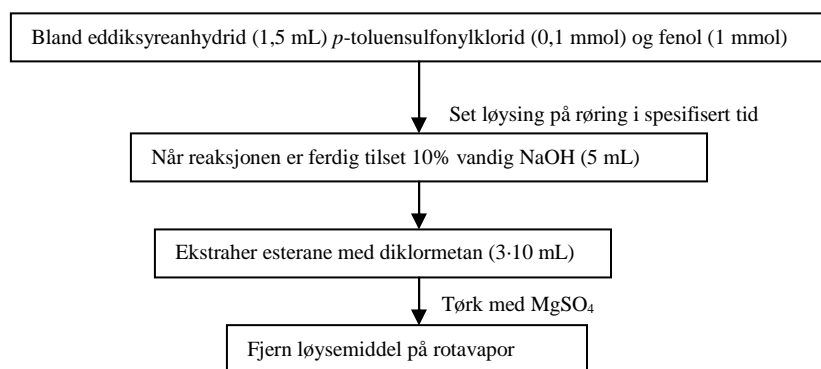 Bland eddiksyreanhydrid (1,5 mL) p-toluensulfonylklorid (0,1 mmol) og fenol (1 mmol)
Set løysing på røring i spesifisert tid
Når reaksjonen er ferdig tilset 10% vandig NaOH (5 mL)
Ekstraher esterane med diklormetan (3·10 mL)
Tørk med MgSO₄
Fjern løysemiddel på rotavapor